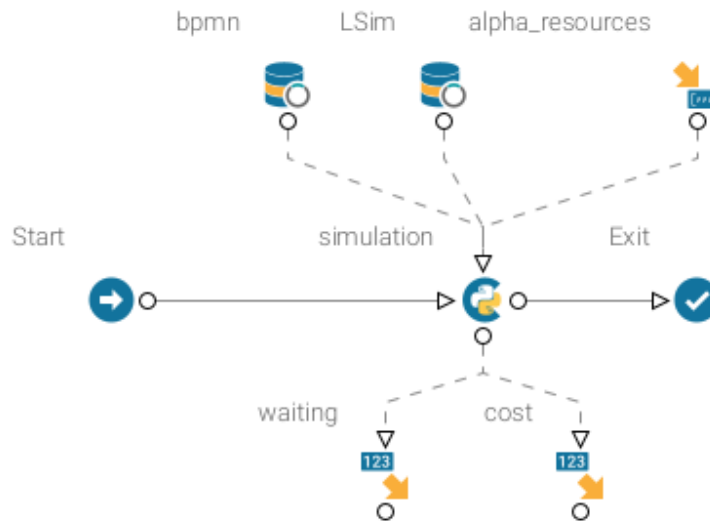 bpmn LSim alpha_resources
Start simulation Exit
waiting cost
123 123